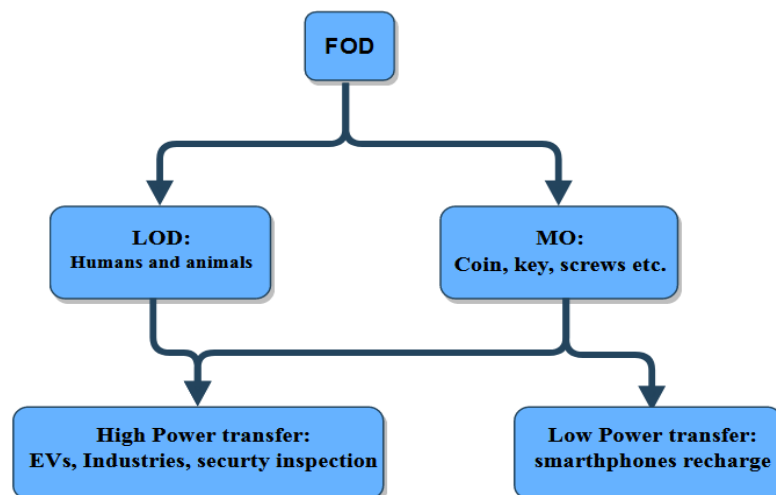 FOD
LOD:
Humans and animals
MO:
Coin, key, screws etc.
High Power transfer:
EVs, Industries, securty inspection
Low Power transfer:
smarthphones recharge